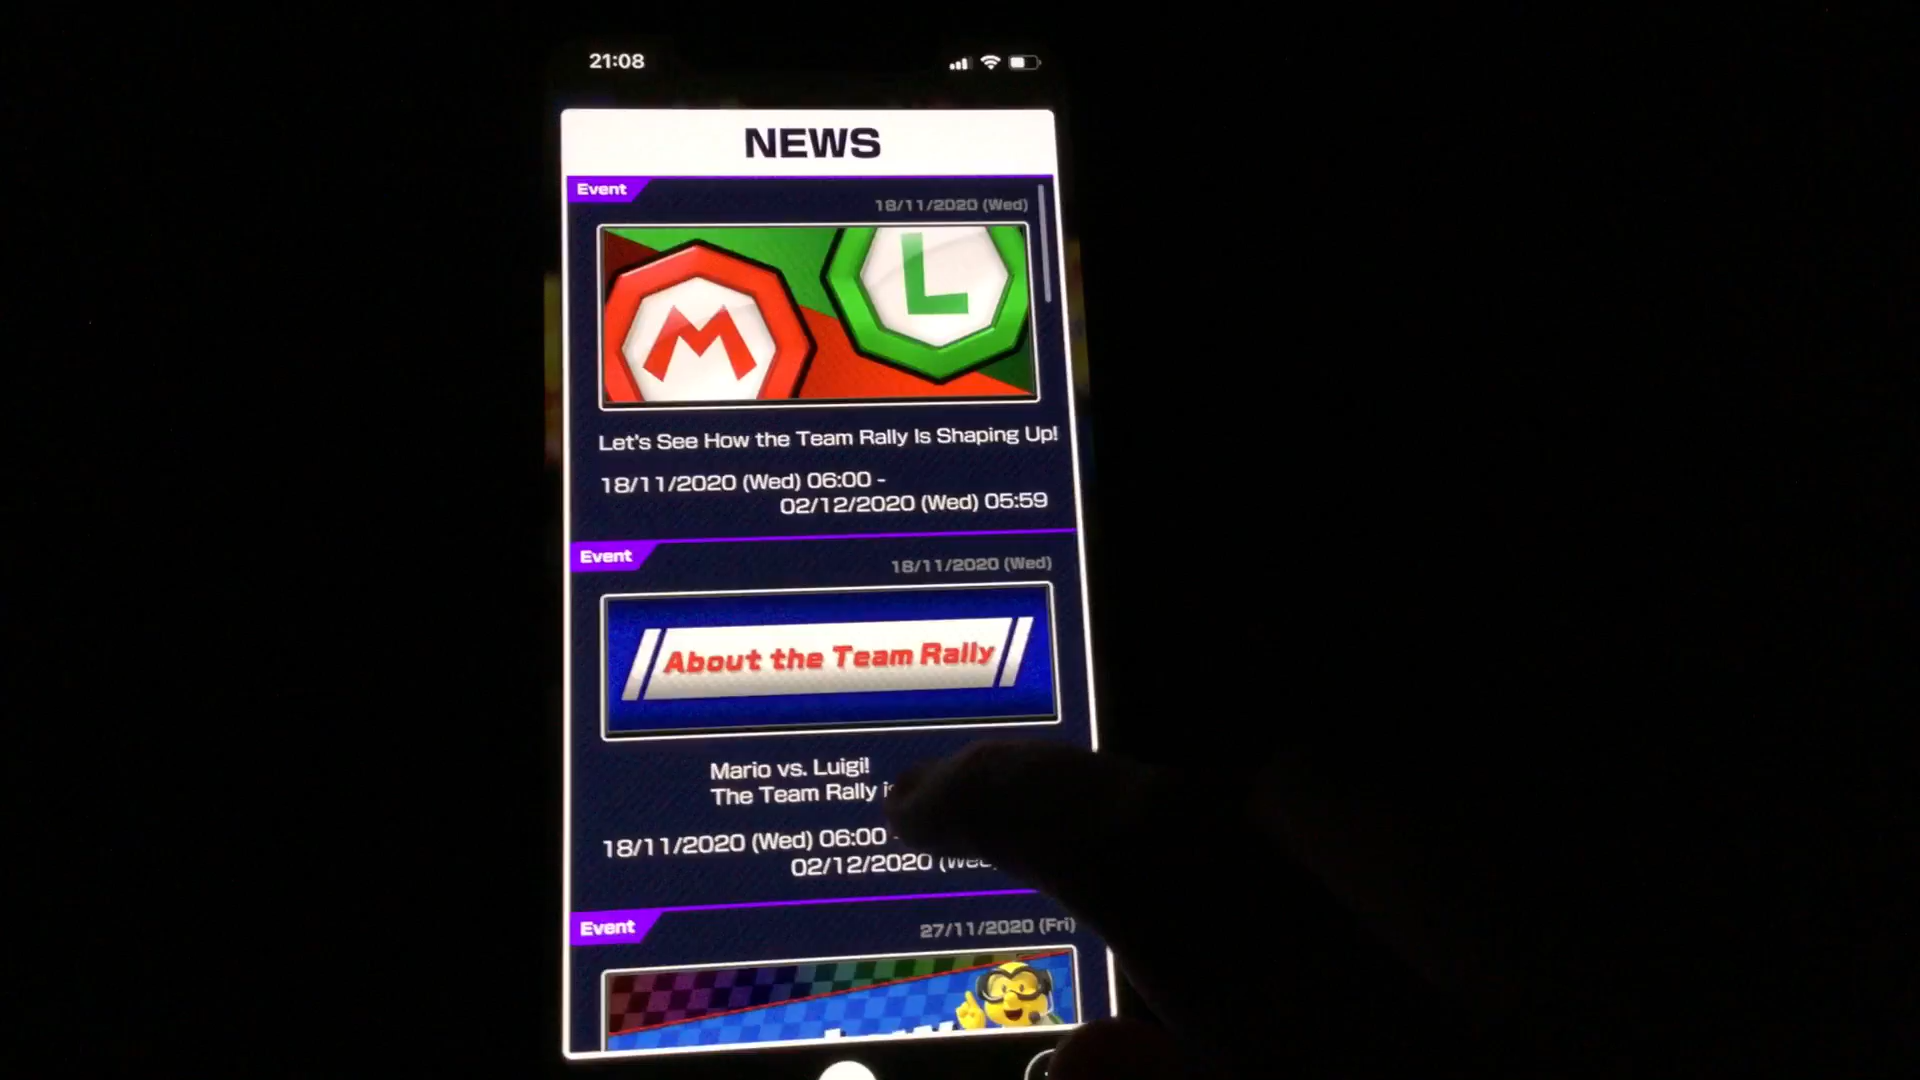 21:08
NEWS
Event
18/11/2020 (Wed)
M
L
Let's See How the Team Rally Is Shaping Up!
18/11/2020 (Wed) 06:00 -
02/12/2020 (Wed) 05:59
Event
18/11/2020 (Wed)
About the Team Rally
Mario vs. Luigi!
The Team Rally
18/11/2020 (Wed) 06:00 -
02/12/2020 (Wed)
Event
27/11/2020 (Fri)